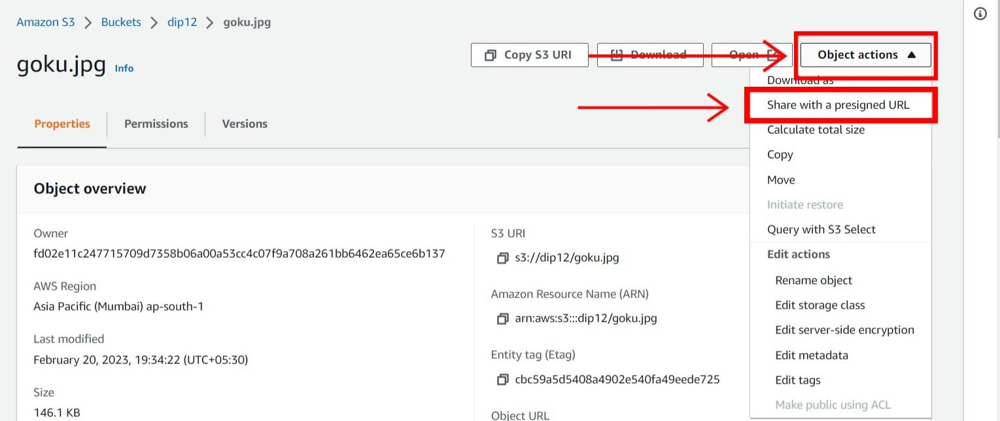 Amazon S3 > Buckets > dip12 > goku.jpg
goku.jpg Info
Copy S3 URI Download Open Object actions
Download as
Share with a presigned URL
Calculate total size
Copy
Move
Initiate restore
Query with S3 Select
Edit actions
Rename object
Edit storage class
Edit server-side encryption
Edit metadata
Edit tags
Make public using ACL
Properties Permissions Versions
Object overview
Owner
fd02e11c247715709d7358b06a00a53cc4c07f9a708a261bb6462ea65ce6b137
AWS Region
Asia Pacific (Mumbai) ap-south-1
Last modified
February 20, 2023, 19:34:22 (UTC+05:30)
Size
146.1 KB
S3 URI
s3://dip12/goku.jpg
Amazon Resource Name (ARN)
arn:aws:s3:::dip12/goku.jpg
Entity tag (Etag)
cbc59a5d5408a4902e540fa49eede725
Object URL